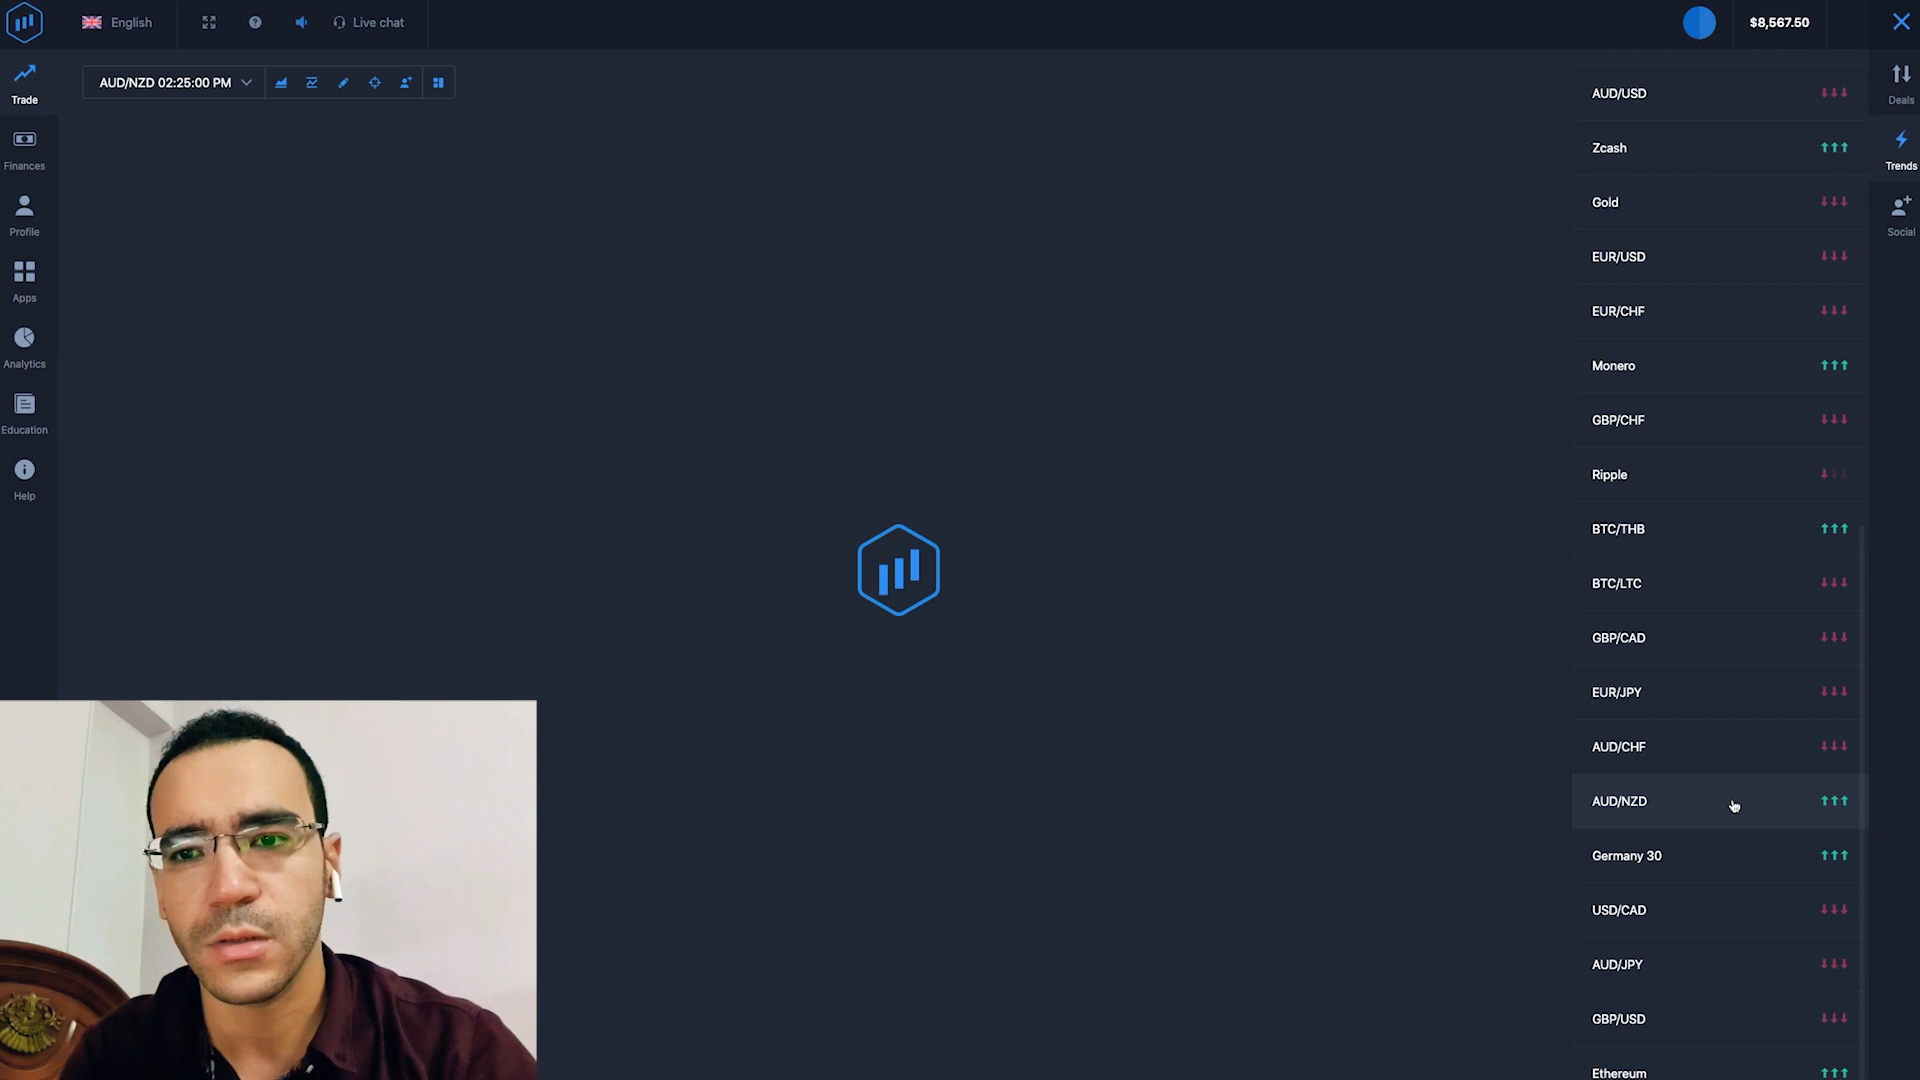 English
Live chat
$8,567.50
AUD/NZD 02:25:00 PM
Trade
Finances
Profile
Apps
Analytics
Education
Help
AUD/USD
Zcash
Gold
EUR/USD
EUR/CHF
Monero
GBP/CHF
Ripple
BTC/THB
BTC/LTC
GBP/CAD
EUR/JPY
AUD/CHF
AUD/NZD
Germany 30
USD/CAD
AUD/JPY
GBP/USD
Ethereum
Deals
Trends
Social